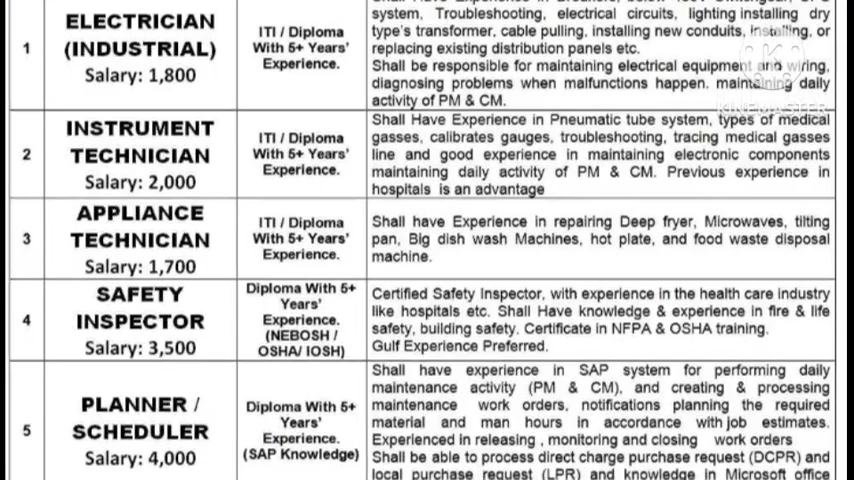 1
ELECTRICIAN
(INDUSTRIAL)
Salary: 1,800
ITI / Diploma
With 5+ Years'
Experience.
system, Troubleshooting, electrical circuits, lighting installing dry
type's transformer, cable pulling, installing new conduits, installing, or
replacing existing distribution panels etc.
Shall be responsible for maintaining electrical equipment and wiring,
diagnosing problems when malfunctions happen. maintaining daily
activity of PM & CM.
KINEMASTER
2
INSTRUMENT
TECHNICIAN
Salary: 2,000
ITI / Diploma
With 5+ Years'
Experience.
Shall Have Experience in Pneumatic tube system, types of medical
gasses, calibrates gauges, troubleshooting, tracing medical gasses
line and good experience in maintaining electronic components
maintaining daily activity of PM & CM. Previous experience in
hospitals is an advantage
3
APPLIANCE
TECHNICIAN
Salary: 1,700
ITI / Diploma
With 5+ Years'
Experience.
Shall have Experience in repairing Deep fryer, Microwaves, tilting
pan, Big dish wash Machines, hot plate, and food waste disposal
machine.
4
SAFETY
INSPECTOR
Salary: 3,500
Diploma With 5+
Years'
Experience.
(NEBOSH /
OSHA/ IOSH)
Certified Safety Inspector, with experience in the health care industry
like hospitals etc. Shall Have knowledge & experience in fire & life
safety, building safety. Certificate in NFPA & OSHA training.
Gulf Experience Preferred.
5
PLANNER /
SCHEDULER
Salary: 4,000
Diploma With 5+
Years'
Experience.
(SAP Knowledge)
Shall have experience in SAP system for performing daily
maintenance activity (PM & CM), and creating & processing
maintenance work orders, notifications planning the required
material and man hours in accordance with job estimates.
Experienced in releasing , monitoring and closing work orders
Shall be able to process direct charge purchase request (DCPR) and
local purchase request (LPR) and knowledge in Microsoft office